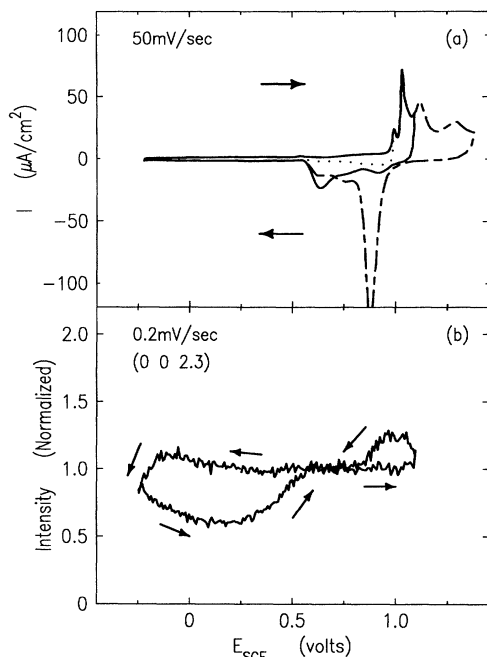 100
50mV/sec
(a)
50
I (μA/cm²)
0
-50
-100
2.0
0.2mV/sec
(b)
(0 0 2.3)
1.5
Intensity (Normalized)
1.0
0.5
0
0
0.5
1.0
E_SCE (volts)